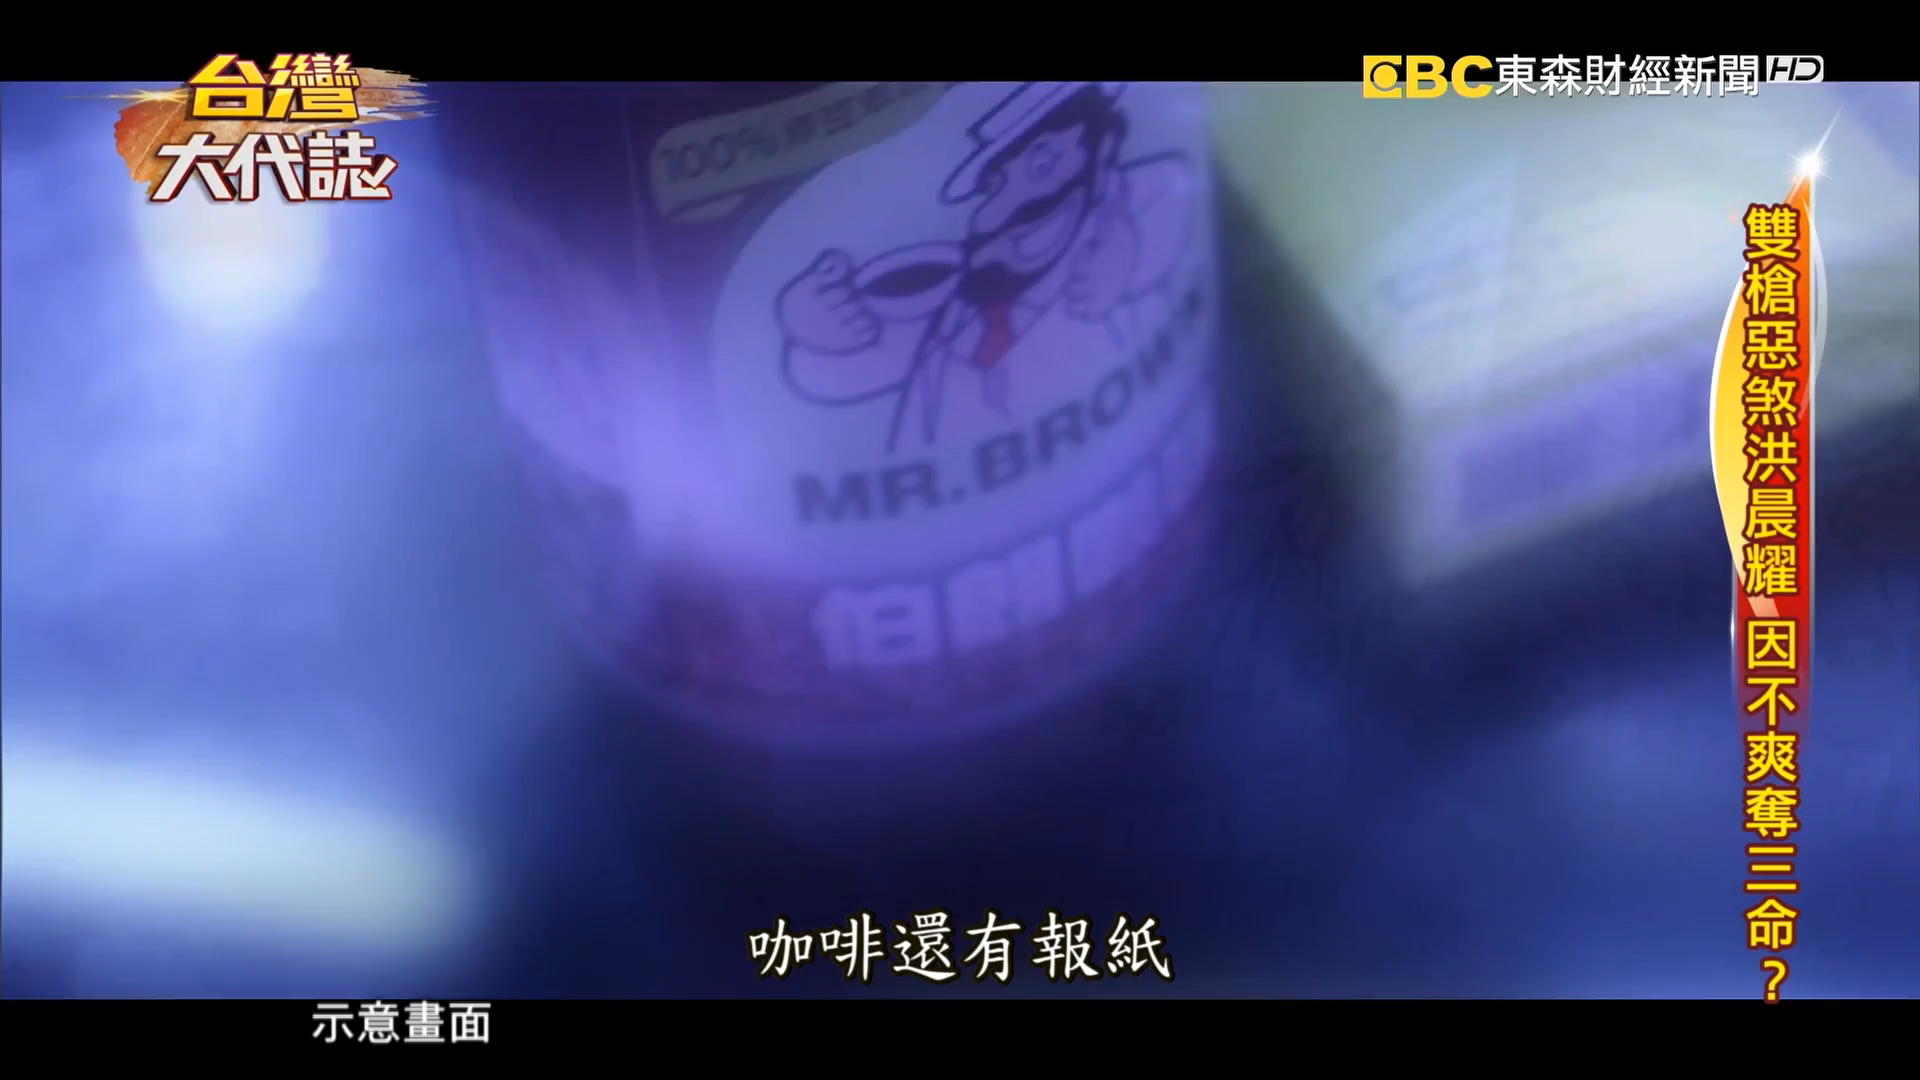 台灣
大代誌
EBC東森財經新聞HD
100%
MR.BROWN
伯朗
雙槍惡煞洪晨耀 因不爽奪三命?
咖啡還有報紙
示意畫面